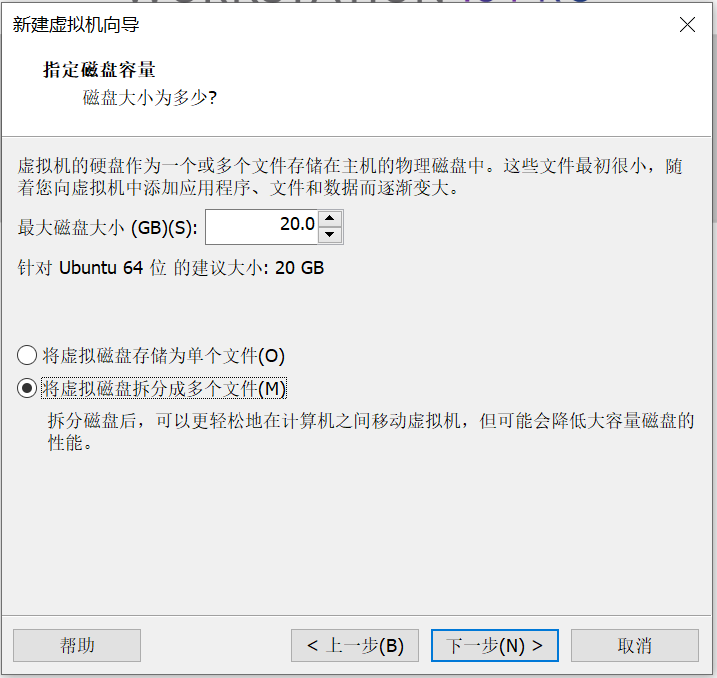 新建虚拟机向导
指定磁盘容量
磁盘大小为多少?
虚拟机的硬盘作为一个或多个文件存储在主机的物理磁盘中。这些文件最初很小，随
着您向虚拟机中添加应用程序、文件和数据而逐渐变大。
最大磁盘大小 (GB)(S): 20.0
针对 Ubuntu 64 位 的建议大小: 20 GB
将虚拟磁盘存储为单个文件(O)
将虚拟磁盘拆分成多个文件(M)
拆分磁盘后，可以更轻松地在计算机之间移动虚拟机，但可能会降低大容量磁盘的
性能。
帮助 < 上一步(B) 下一步(N) > 取消